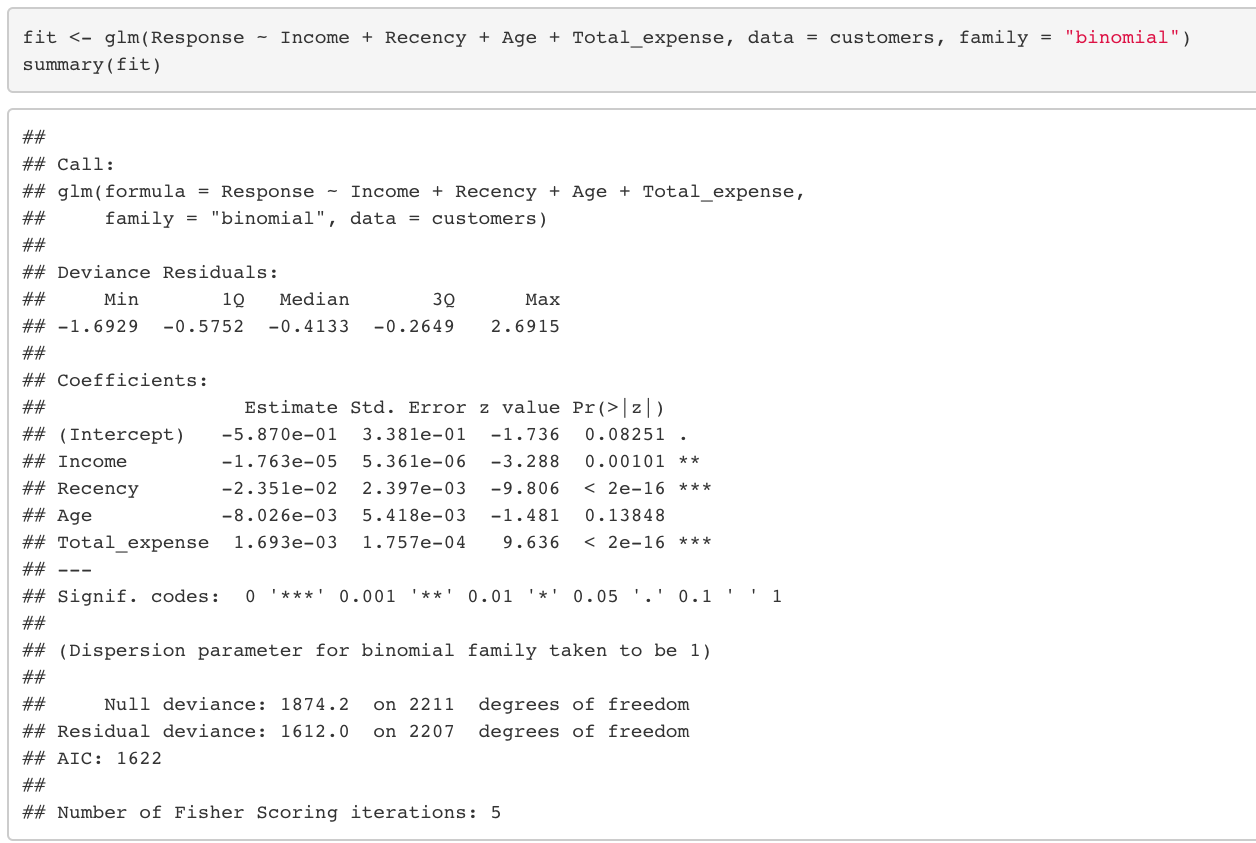 fit <- glm(Response ~ Income + Recency + Age + Total_expense, data = customers, family = "binomial")
summary(fit)
##
## Call:
## glm(formula = Response ~ Income + Recency + Age + Total_expense,
##     family = "binomial", data = customers)
##
## Deviance Residuals:
##     Min       1Q   Median       3Q      Max
## -1.6929  -0.5752  -0.4133  -0.2649   2.6915
##
## Coefficients:
##                 Estimate Std. Error z value Pr(>|z|)
## (Intercept)   -5.870e-01  3.381e-01  -1.736  0.08251 .
## Income        -1.763e-05  5.361e-06  -3.288  0.00101 **
## Recency       -2.351e-02  2.397e-03  -9.806  < 2e-16 ***
## Age           -8.026e-03  5.418e-03  -1.481  0.13848
## Total_expense  1.693e-03  1.757e-04   9.636  < 2e-16 ***
## ---
## Signif. codes:  0 '***' 0.001 '**' 0.01 '*' 0.05 '.' 0.1 ' ' 1
##
## (Dispersion parameter for binomial family taken to be 1)
##
##     Null deviance: 1874.2  on 2211  degrees of freedom
## Residual deviance: 1612.0  on 2207  degrees of freedom
## AIC: 1622
##
## Number of Fisher Scoring iterations: 5